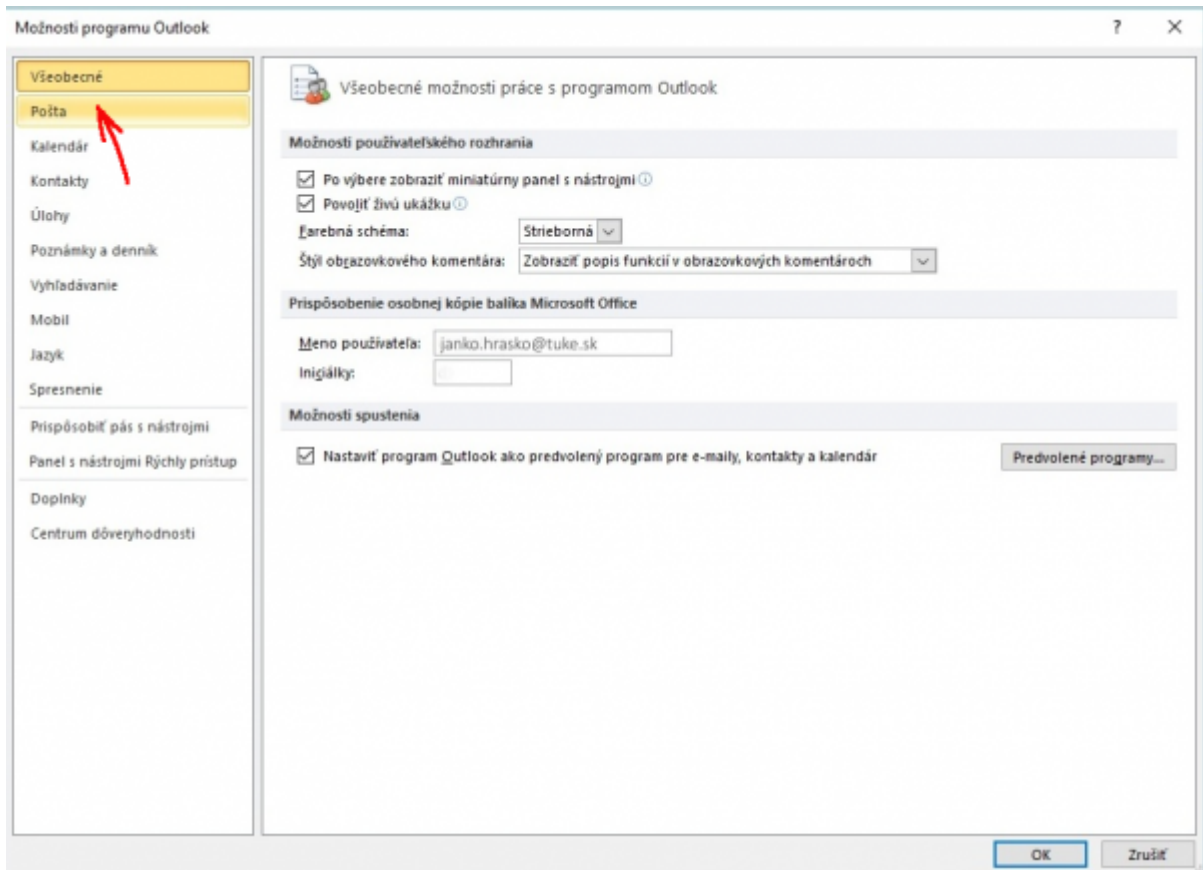 Možnosti programu Outlook
?
Všeobecné
Pošta
Kalendár
Kontakty
Úlohy
Poznámky a denník
Vyhľadávanie
Mobil
Jazyk
Spresnenie
Prispôsobiť pás s nástrojmi
Panel s nástrojmi Rýchly prístup
Doplnky
Centrum dôveryhodnosti
Všeobecné možnosti práce s programom Outlook
Možnosti používateľského rozhrania
Po výbere zobraziť miniatúrny panel s nástrojmi
Povoliť živú ukážku
Farebná schéma: Strieborná
Štýl obrazovkového komentára: Zobraziť popis funkcií v obrazovkových komentároch
Prispôsobenie osobnej kópie balíka Microsoft Office
Meno používateľa: janko.hrasko@tuke.sk
Iniciálky:
Možnosti spustenia
Nastaviť program Outlook ako predvolený program pre e-maily, kontakty a kalendár
Predvolené programy...
OK
Zrušiť